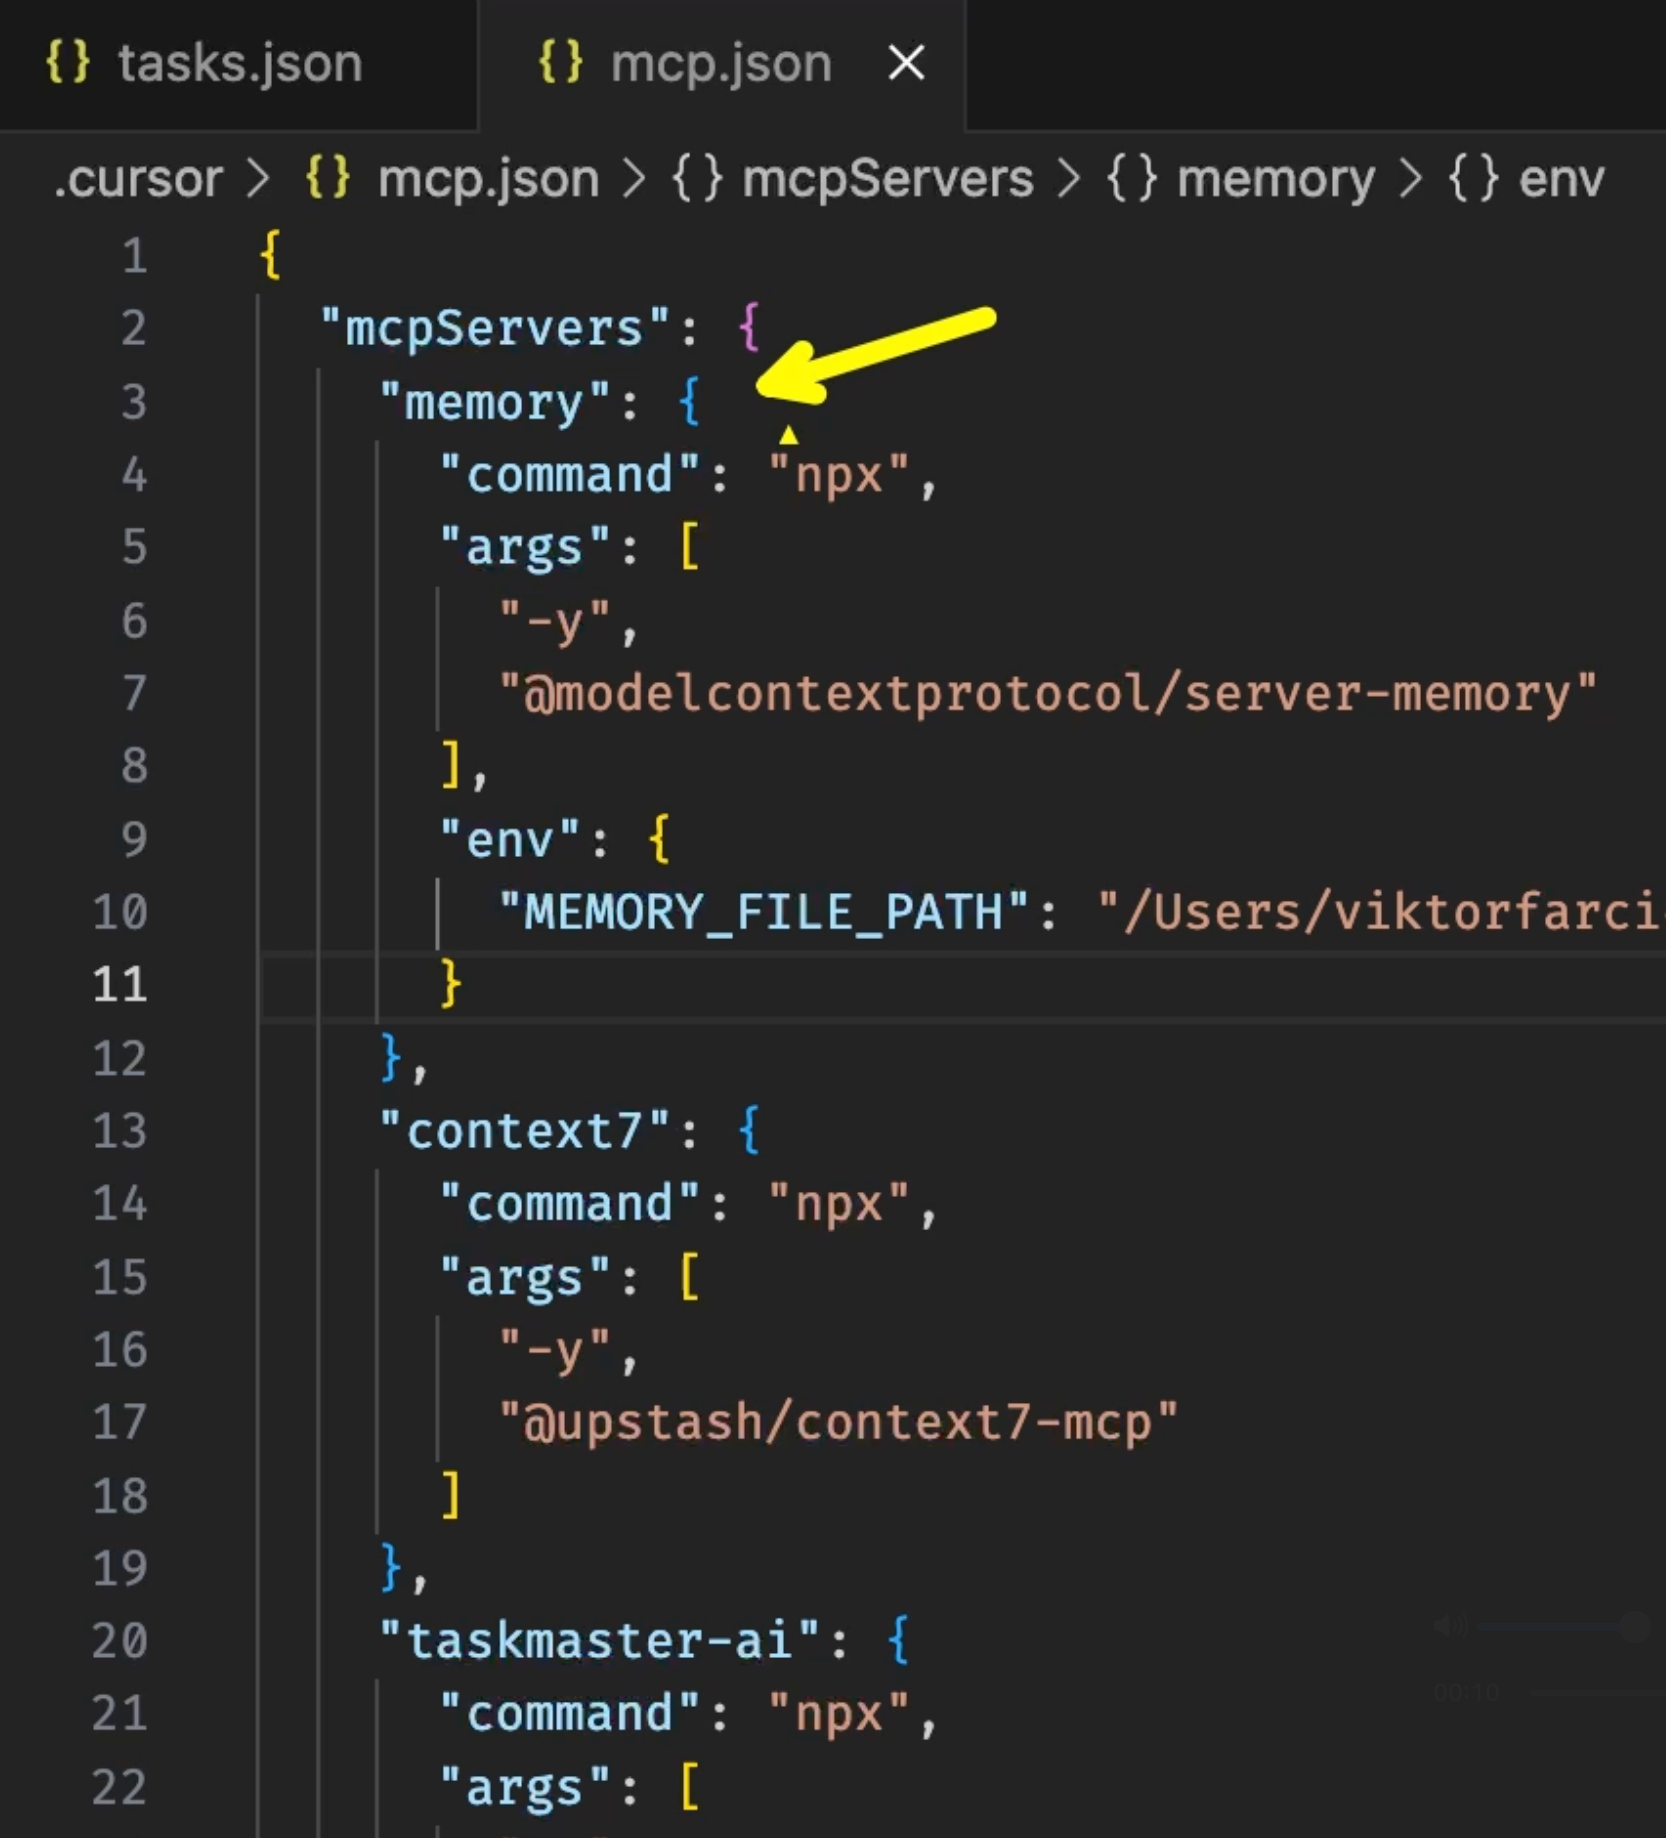 {} tasks.json {} mcp.json ×
.cursor > {} mcp.json > {} mcpServers > {} memory > {} env
1 {
2 "mcpServers": {
3 "memory": {
4 "command": "npx",
5 "args": [
6 "-y",
7 "@modelcontextprotocol/server-memory"
8 ],
9 "env": {
10 "MEMORY_FILE_PATH": "/Users/viktorfarci
11 }
12 },
13 "context7": {
14 "command": "npx",
15 "args": [
16 "-y",
17 "@upstash/context7-mcp"
18 ]
19 },
20 "taskmaster-ai": {
21 "command": "npx",
00:10
22 "args": [